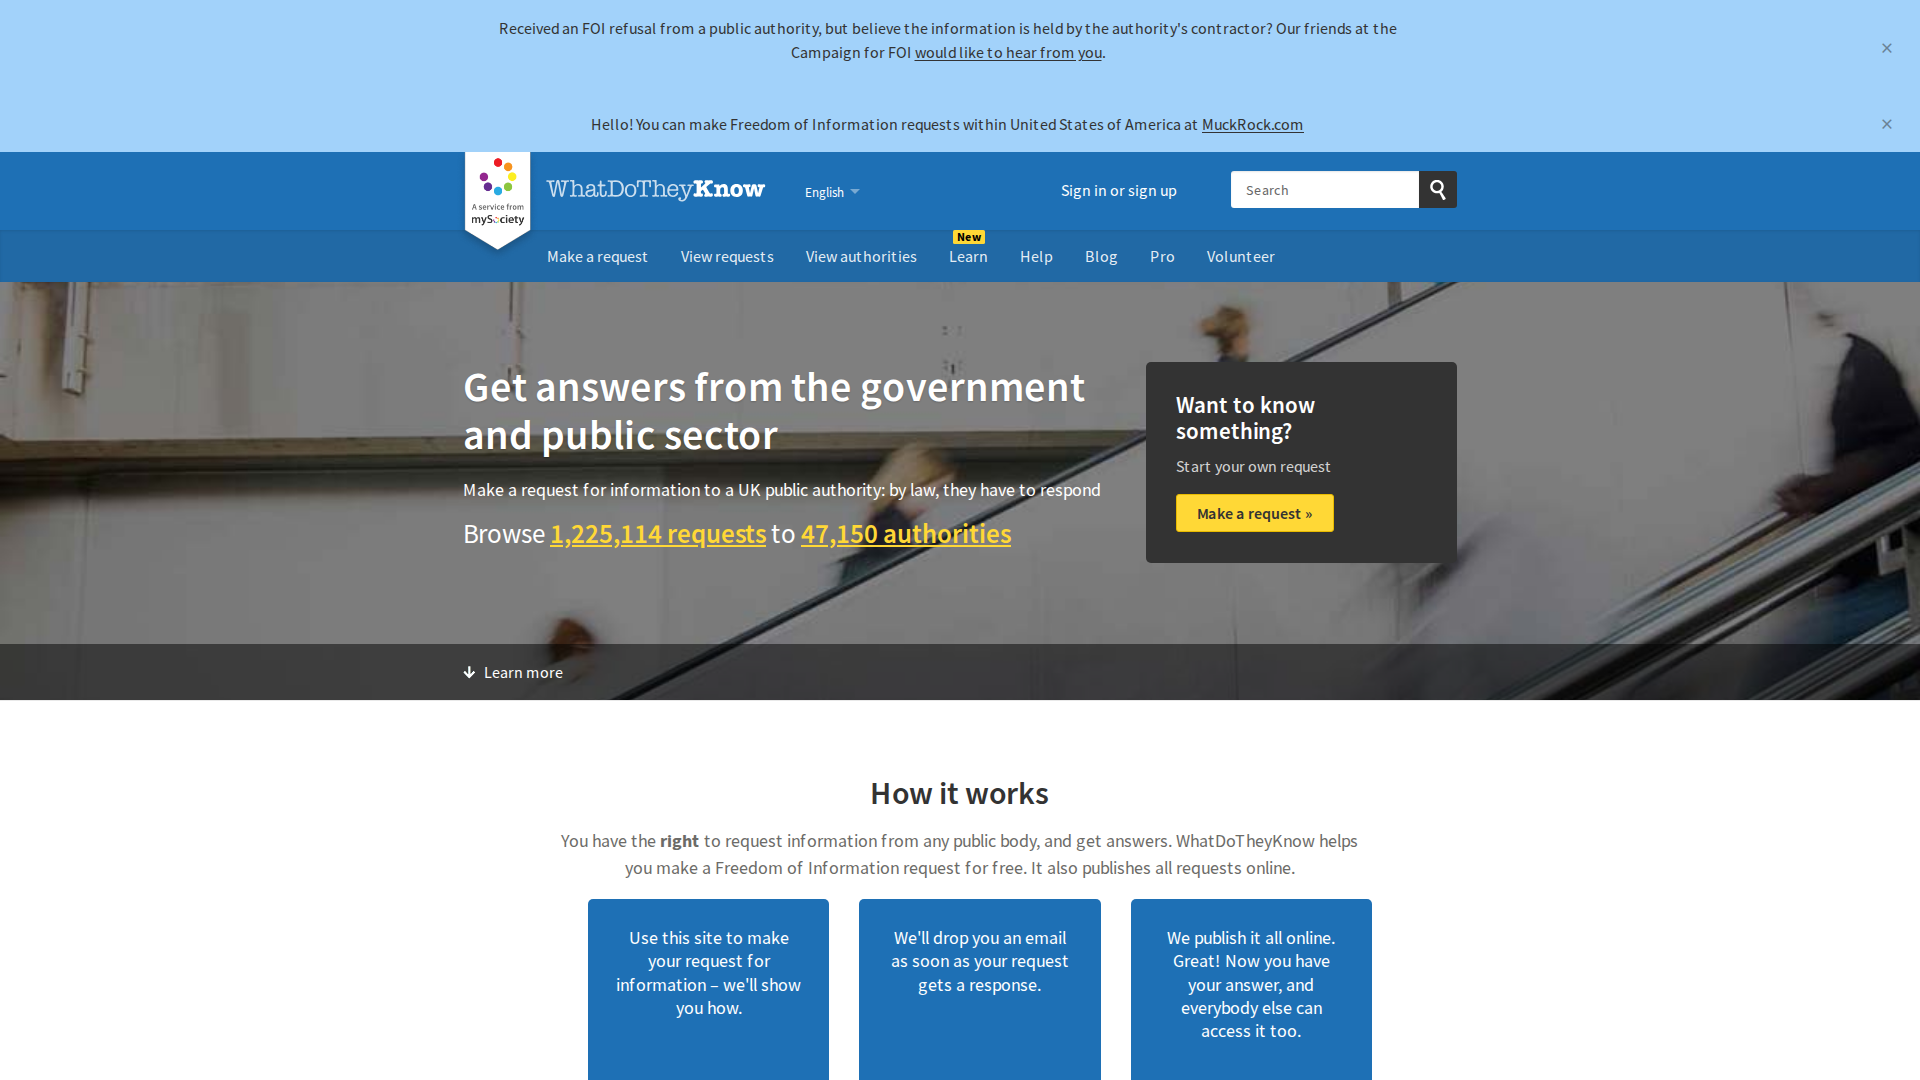 Received an FOI refusal from a public authority, but believe the information is held by the authority's contractor? Our friends at the
Campaign for FOI would like to hear from you.
×
Hello! You can make Freedom of Information requests within United States of America at MuckRock.com
×
A service from
mySociety
WhatDoTheyKnow
English
Sign in or sign up
Search
New
Make a request
View requests
View authorities
Learn
Help
Blog
Pro
Volunteer
Get answers from the government
and public sector
Make a request for information to a UK public authority: by law, they have to respond
Browse 1,225,114 requests to 47,150 authorities
Want to know
something?
Start your own request
Make a request »
Learn more
How it works
You have the right to request information from any public body, and get answers. WhatDoTheyKnow helps
you make a Freedom of Information request for free. It also publishes all requests online.
Use this site to make
your request for
information – we'll show
you how.
We'll drop you an email
as soon as your request
gets a response.
We publish it all online.
Great! Now you have
your answer, and
everybody else can
access it too.